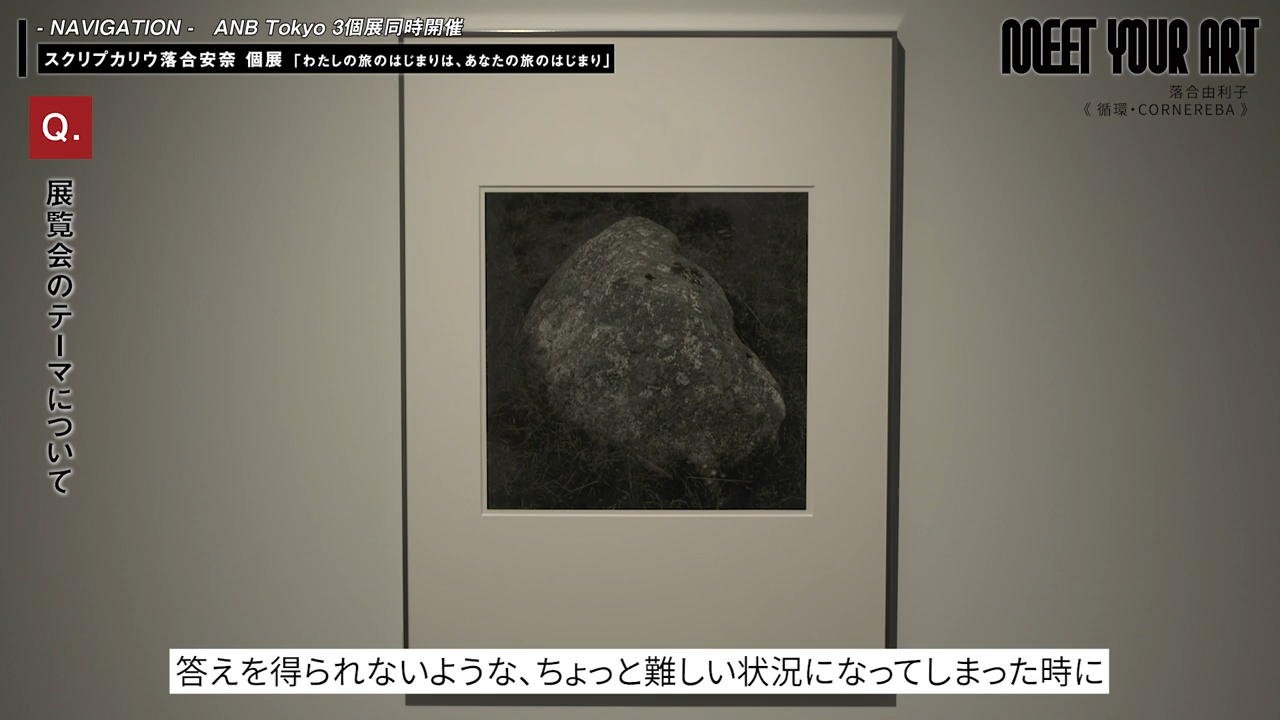 - NAVIGATION -　ANB Tokyo 3個展同時開催
スクリプカリウ落合安奈 個展 「わたしの旅のはじまりは、あなたの旅のはじまり」
MEET YOUR ART
落合由利子
《 循環・CORNEREBA 》
Q.
展覧会のテーマについて
答えを得られないような、ちょっと難しい状況になってしまった時に